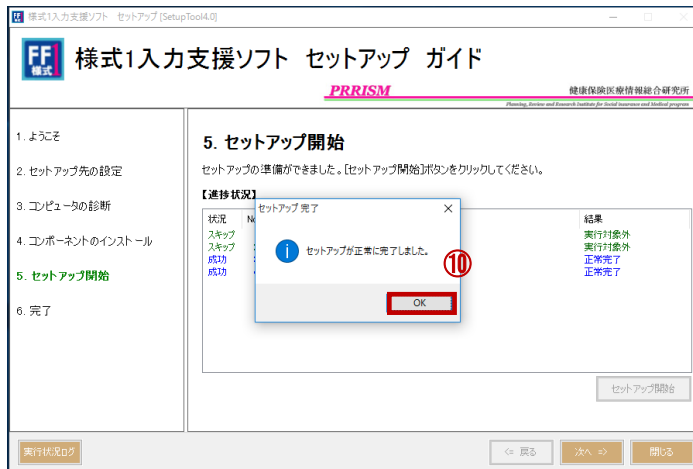 様式1入力支援ソフト セットアップ [SetupTool4.0]
FF1
様式
様式1入力支援ソフト セットアップ ガイド
PRRISM
健康保険医療情報総合研究所
Planning, Review and Research Institute for Social insurance and Medical program
1. ようこそ
2. セットアップ先の設定
3. コンピュータの診断
4. コンポーネントのインストール
5. セットアップ開始
6. 完了
5. セットアップ開始
セットアップの準備ができました。[セットアップ開始]ボタンをクリックしてください。
【進捗状況】
状況 結果
スキップ 実行対象外
スキップ 実行対象外
成功 正常完了
成功 正常完了
セットアップ 完了
セットアップが正常に完了しました。
⑩
OK
セットアップ開始
実行状況ログ
<= 戻る
次へ =>
閉じる